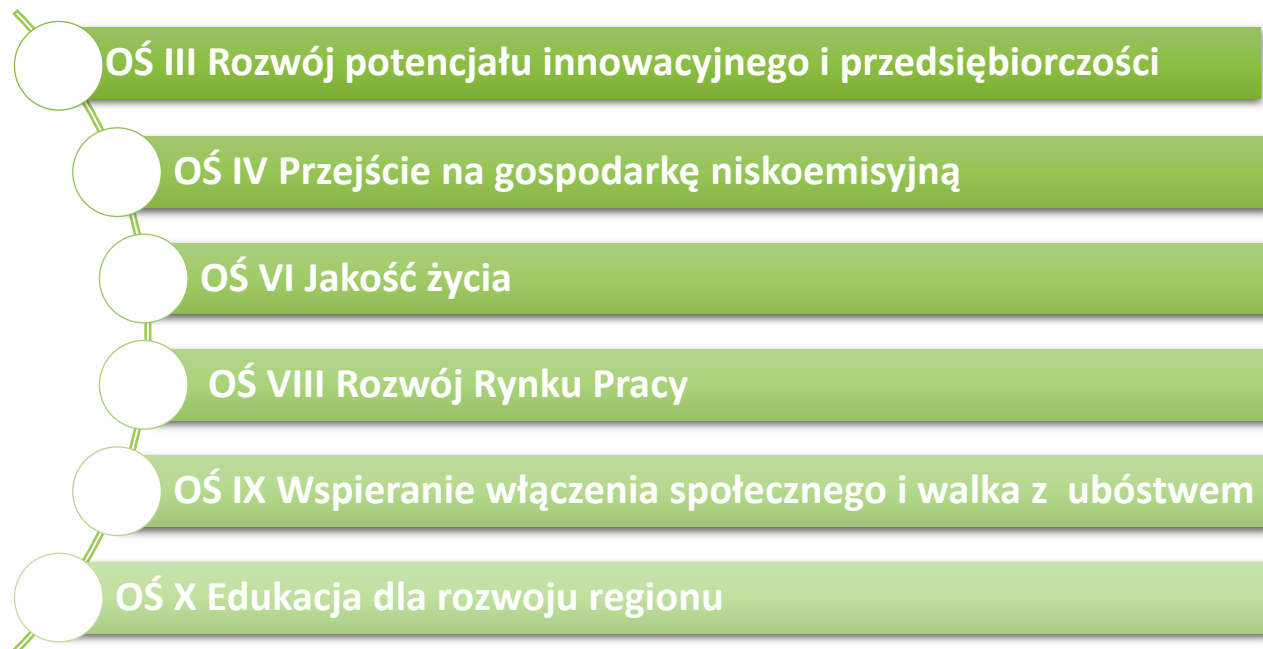 OŚ III Rozwój potencjału innowacyjnego i przedsiębiorczości
OŚ IV Przejście na gospodarkę niskoemisyjną
OŚ VI Jakość życia
OŚ VIII Rozwój Rynku Pracy
OŚ IX Wspieranie włączenia społecznego i walka z ubóstwem
OŚ X Edukacja dla rozwoju regionu